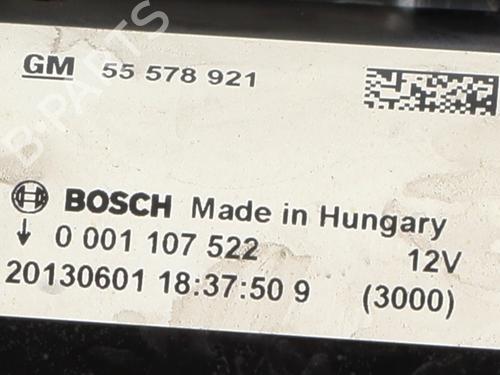 GM 55 578 921
B-PARTS
BOSCH Made in Hungary
0 001 107 522 12V
20130601 18:37:50 9 (3000)